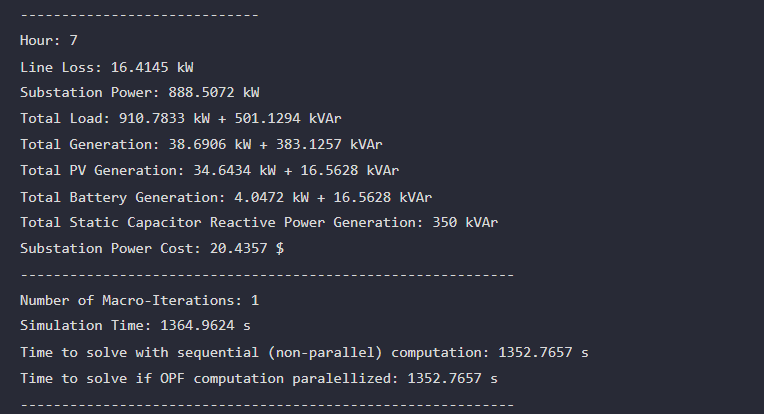 -----------------------------
Hour: 7
Line Loss: 16.4145 kW
Substation Power: 888.5072 kW
Total Load: 910.7833 kW + 501.1294 kVAr
Total Generation: 38.6906 kW + 383.1257 kVAr
Total PV Generation: 34.6434 kW + 16.5628 kVAr
Total Battery Generation: 4.0472 kW + 16.5628 kVAr
Total Static Capacitor Reactive Power Generation: 350 kVAr
Substation Power Cost: 20.4357 $
------------------------------------------------------------
Number of Macro-Iterations: 1
Simulation Time: 1364.9624 s
Time to solve with sequential (non-parallel) computation: 1352.7657 s
Time to solve if OPF computation paralellized: 1352.7657 s
------------------------------------------------------------